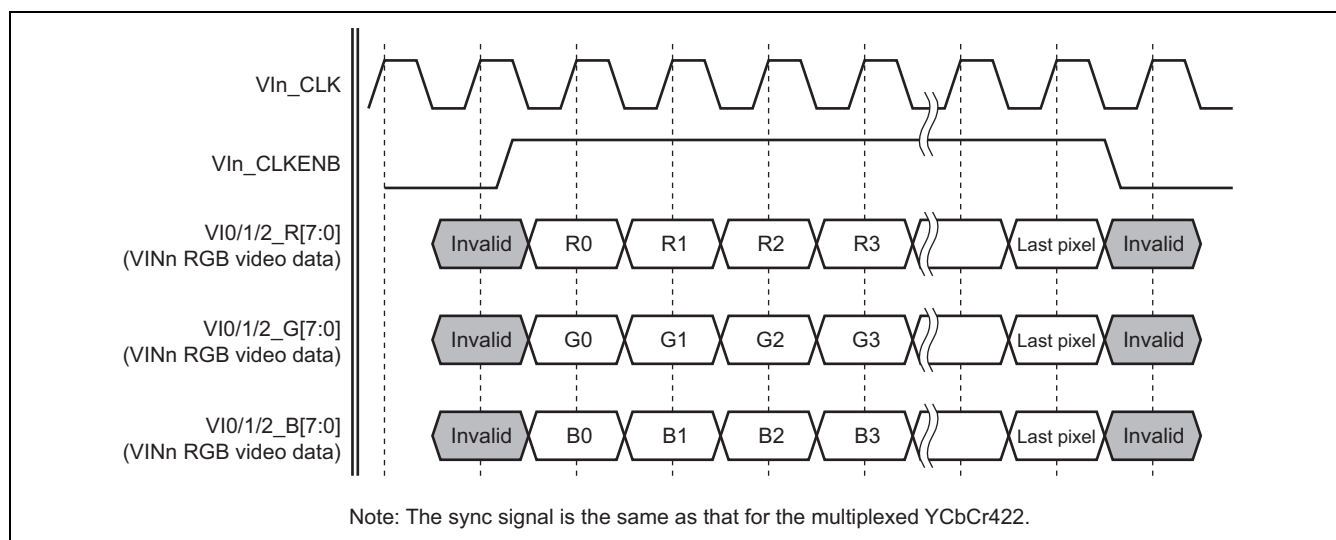 VIn_CLK
VIn_CLKENB
VI0/1/2_R[7:0]
(VINn RGB video data)
Invalid R0 R1 R2 R3 Last pixel Invalid
VI0/1/2_G[7:0]
(VINn RGB video data)
Invalid G0 G1 G2 G3 Last pixel Invalid
VI0/1/2_B[7:0]
(VINn RGB video data)
Invalid B0 B1 B2 B3 Last pixel Invalid
Note: The sync signal is the same as that for the multiplexed YCbCr422.